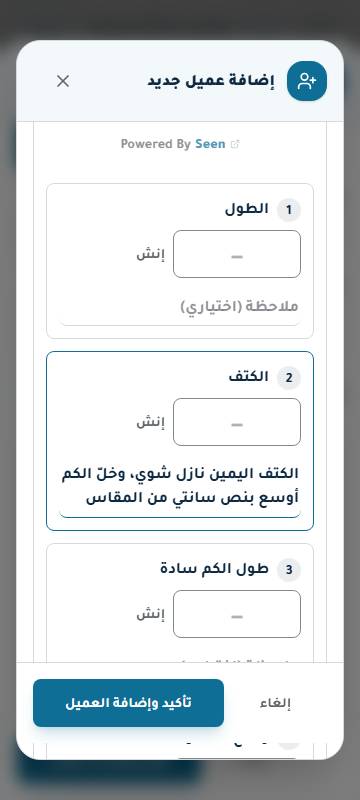 إضافة عميل جديد
Powered By Seen
1 الطول
إنش
ملاحظة (اختياري)
2 الكتف
إنش
الكتف اليمين نازل شوي، وخلّ الكم
أوسع بنص سانتي من المقاس
3 طول الكم سادة
إنش
إلغاء
تأكيد وإضافة العميل